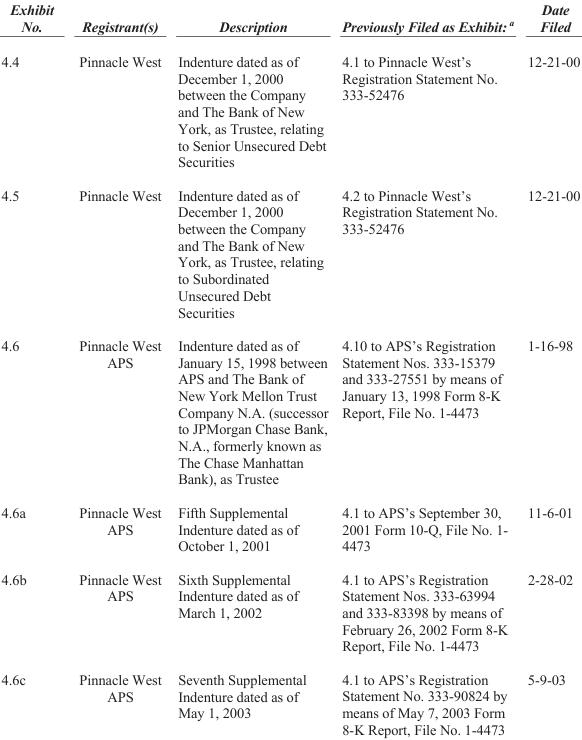 Exhibit
No.
Registrant(s)
Description
Previously Filed as Exhibit: a
Date
Filed
4.4
Pinnacle West
Indenture dated as of
December 1, 2000
between the Company
and The Bank of New
York, as Trustee, relating
to Senior Unsecured Debt
Securities
4.1 to Pinnacle West’s
Registration Statement No.
333-52476
12-21-00
4.5
Pinnacle West
Indenture dated as of
December 1, 2000
between the Company
and The Bank of New
York, as Trustee, relating
to Subordinated
Unsecured Debt
Securities
4.2 to Pinnacle West’s
Registration Statement No.
333-52476
12-21-00
4.6
Pinnacle West
APS
Indenture dated as of
January 15, 1998 between
APS and The Bank of
New York Mellon Trust
Company N.A. (successor
to JPMorgan Chase Bank,
N.A., formerly known as
The Chase Manhattan
Bank), as Trustee
4.10 to APS’s Registration
Statement Nos. 333-15379
and 333-27551 by means of
January 13, 1998 Form 8-K
Report, File No. 1-4473
1-16-98
4.6a
Pinnacle West
APS
Fifth Supplemental
Indenture dated as of
October 1, 2001
4.1 to APS’s September 30,
2001 Form 10-Q, File No. 1-
4473
11-6-01
4.6b
Pinnacle West
APS
Sixth Supplemental
Indenture dated as of
March 1, 2002
4.1 to APS’s Registration
Statement Nos. 333-63994
and 333-83398 by means of
February 26, 2002 Form 8-K
Report, File No. 1-4473
2-28-02
4.6c
Pinnacle West
APS
Seventh Supplemental
Indenture dated as of
May 1, 2003
4.1 to APS’s Registration
Statement No. 333-90824 by
means of May 7, 2003 Form
8-K Report, File No. 1-4473
5-9-03